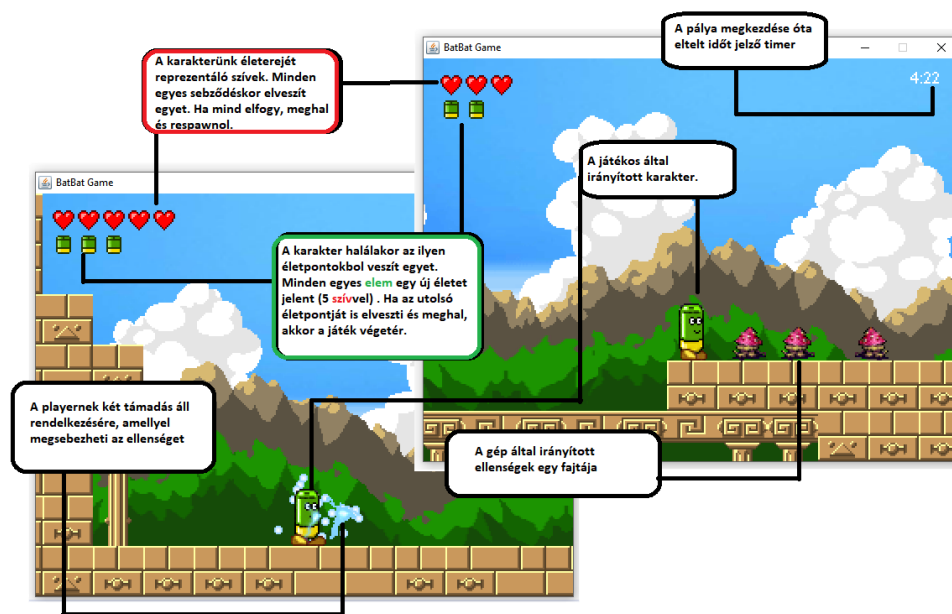 A pálya megkezdése óta
eltelt időt jelző timer
BatBat Game
4:22
A karakterünk életerejét
reprezentáló szívek. Minden
egyes sebződéskor elveszít
egyet. Ha mind elfogy, meghal
és respawnol.
A játékos által
irányított karakter.
BatBat Game
A karakter halálakor az ilyen
életpontokbol veszít egyet.
Minden egyes elem egy új életet
jelent (5 szívvel) . Ha az utolsó
életpontját is elveszti és meghal,
akkor a játék végetér.
A playernek két támadás áll
rendelkezésére, amellyel
megsebezheti az ellenséget
A gép által irányított
ellenségek egy fajtája